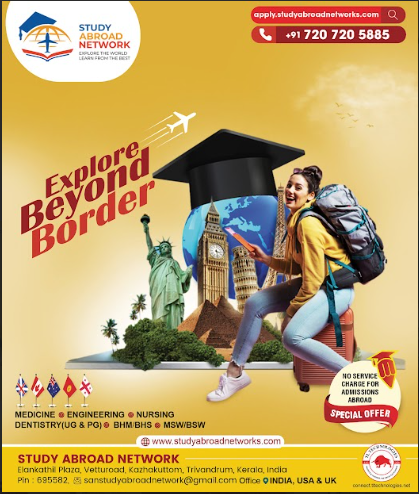 STUDY
ABROAD
NETWORK
EXPLORE THE WORLD
LEARN FROM THE BEST
apply.studyabroadnetworks.com
+91 720 720 5885
Explore
Beyond
Border
NO SERVICE
CHARGE FOR
ADMISSIONS
ABROAD
SPECIAL OFFER
MEDICINE ENGINEERING NURSING
DENTISTRY(UG & PG) BHM/BHS MSW/BSW
www.studyabroadnetworks.com
STUDY ABROAD NETWORK
Elankathil Plaza, Vetturoad, Kazhakuttom, Trivandrum, Kerala, India
Pin : 695582, sanstudyabroadnetwork@gmail.com Office INDIA, USA & UK